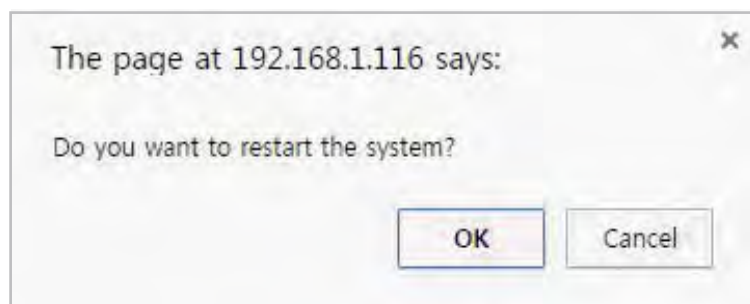 The page at 192.168.1.116 says:
Do you want to restart the system?
OK
Cancel